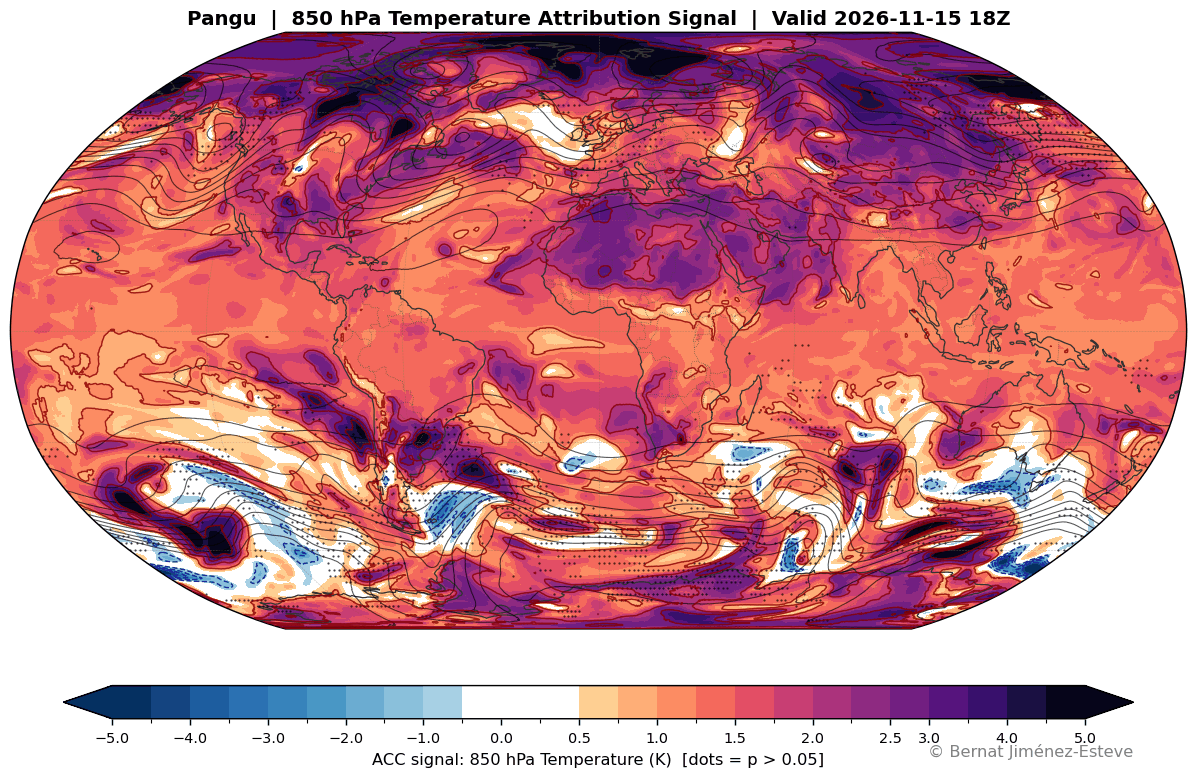 Pangu | 850 hPa Temperature Attribution Signal | Valid 2026-11-15 18Z
−5.0 −4.0 −3.0 −2.0 −1.0 0.0 0.5 1.0 1.5 2.0 2.5 3.0 4.0 5.0
ACC signal: 850 hPa Temperature (K) [dots = p > 0.05]
© Bernat Jiménez-Esteve